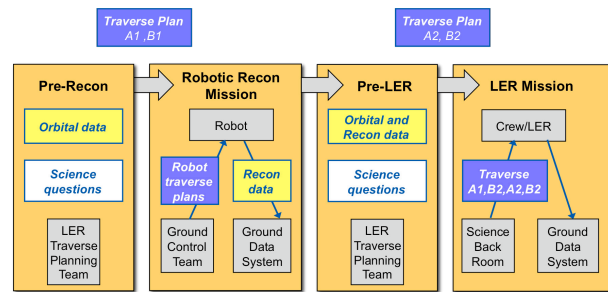 Traverse Plan
A1 ,B1
Traverse Plan
A2, B2
Pre-Recon
Orbital data
Science
questions
LER
Traverse
Planning
Team
Robotic Recon
Mission
Robot
Robot
traverse
plans
Recon
data
Ground
Control
Team
Ground
Data
System
Pre-LER
Orbital and
Recon data
Science
questions
LER
Traverse
Planning
Team
LER Mission
Crew/LER
Traverse
A1,B2,A2,B2
Science
Back
Room
Ground
Data
System